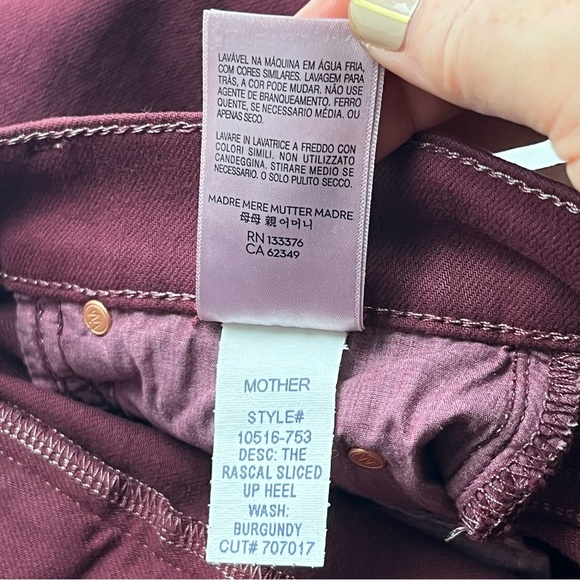 LAVÁVEL NA MÁQUINA EM ÁGUA FRIA,
COM CORES SIMILARES. LAVAGEM PARA
TRÁS, A COR PODE MUDAR. NÃO USE
AGENTE DE BRANQUEAMENTO. FERRO
QUENTE, SE NECESSARIO MÉDIA. OU
APENAS SECO.
LAVARE IN LAVATRICE A FREDDO CON
COLORI SIMILI. NON UTILIZZATO
CANDEGGINA. STIRARE MEDIO SE
NECESSARIO. O SOLO PULITO SECCO.
MADRE MERE MUTTER MADRE
母母 親 어머니
RN 133376
CA 62349
MOTHER
STYLE#
10516-753
DESC: THE
RASCAL SLICED
UP HEEL
WASH:
BURGUNDY
CUT# 707017